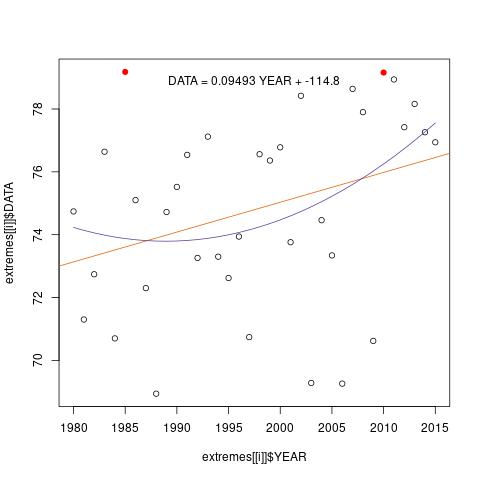 DATA = 0.09493 YEAR + -114.8
78
76
74
72
70
extremes[[i]]$DATA
1980 1985 1990 1995 2000 2005 2010 2015
extremes[[i]]$YEAR